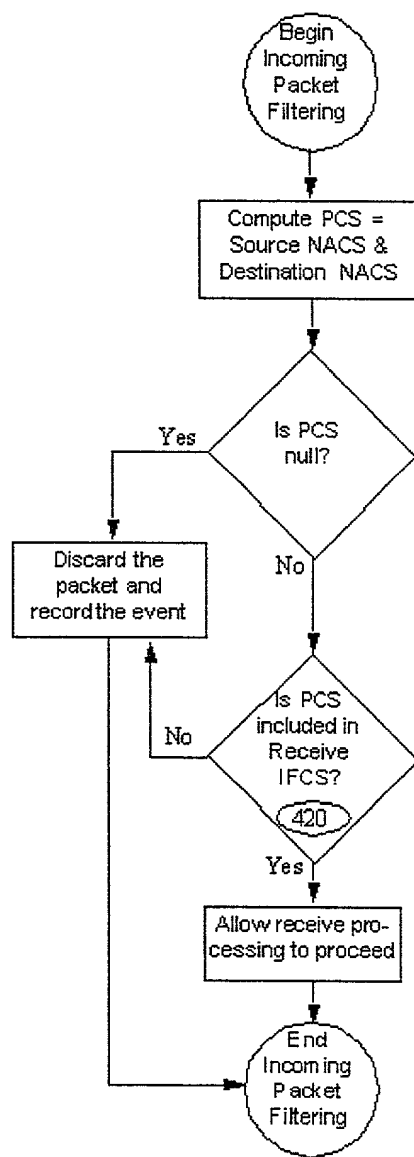 Begin
Incoming
Packet
Filtering
Compute PCS =
Source NACS &
Destination NACS
Is PCS
null?
Yes
No
Discard the
packet and
record the event
Is PCS
included in
Receive
IFCS?
420
No
Yes
Allow receive pro-
cessing to proceed
End
Incoming
Packet
Filtering